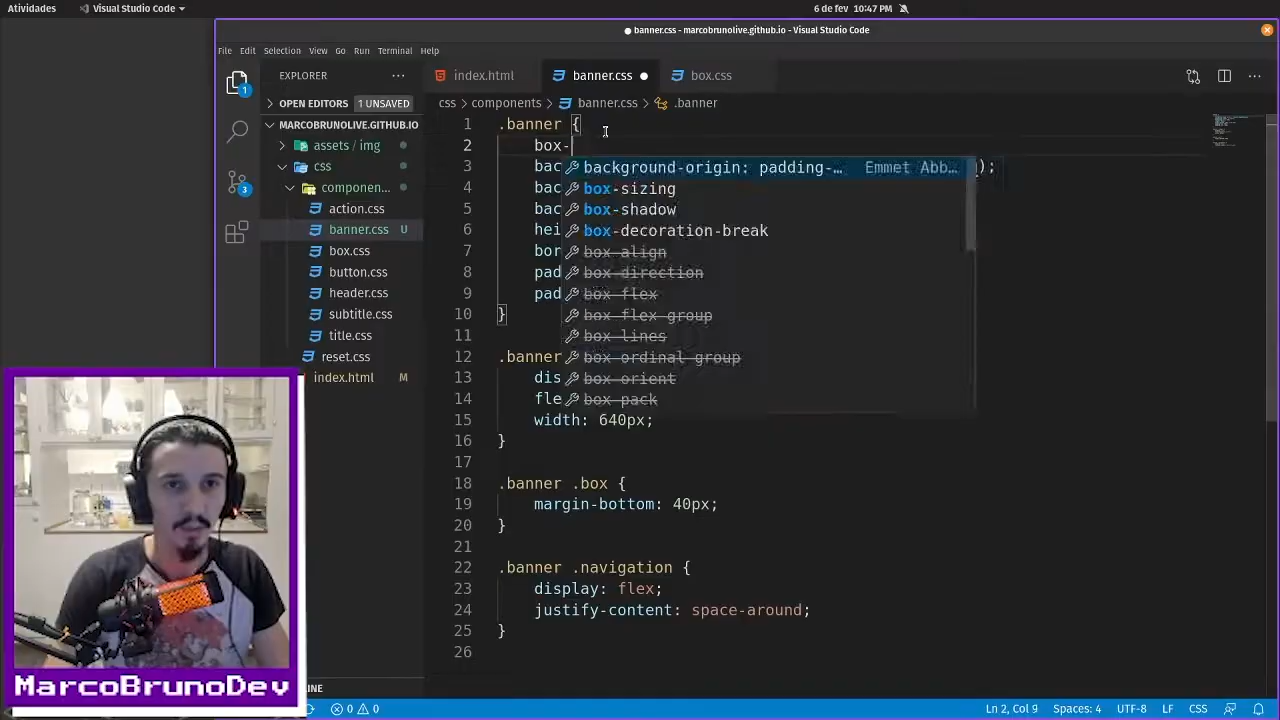 Atividades
Visual Studio Code
6 de fev 10:47 PM
● banner.css - marcobrunolive.github.io - Visual Studio Code
File Edit Selection View Go Run Terminal Help
EXPLORER
OPEN EDITORS 1 UNSAVED
MARCOBRUNOLIVE.GITHUB.IO
assets / img
css
componen...
action.css
banner.css U
box.css
button.css
header.css
subtitle.css
title.css
reset.css
index.html M
1
3
index.html banner.css ● box.css
css > components > banner.css > .banner
1 .banner {
2 box-
3 bac );
4 bac
5 bac
6 hei
7 bor
8 pad
9 pad
10 }
11
12 .banner
13 dis
14 fle
15 width: 640px;
16 }
17
18 .banner .box {
19 margin-bottom: 40px;
20 }
21
22 .banner .navigation {
23 display: flex;
24 justify-content: space-around;
25 }
26
background-origin: padding-… Emmet Abb…
box-sizing
box-shadow
box-decoration-break
box-align
box-direction
box-flex
box-flex-group
box-lines
box-ordinal-group
box-orient
box-pack
MarcoBrunoDev
INE
0 0
Ln 2, Col 9 Spaces: 4 UTF-8 LF CSS